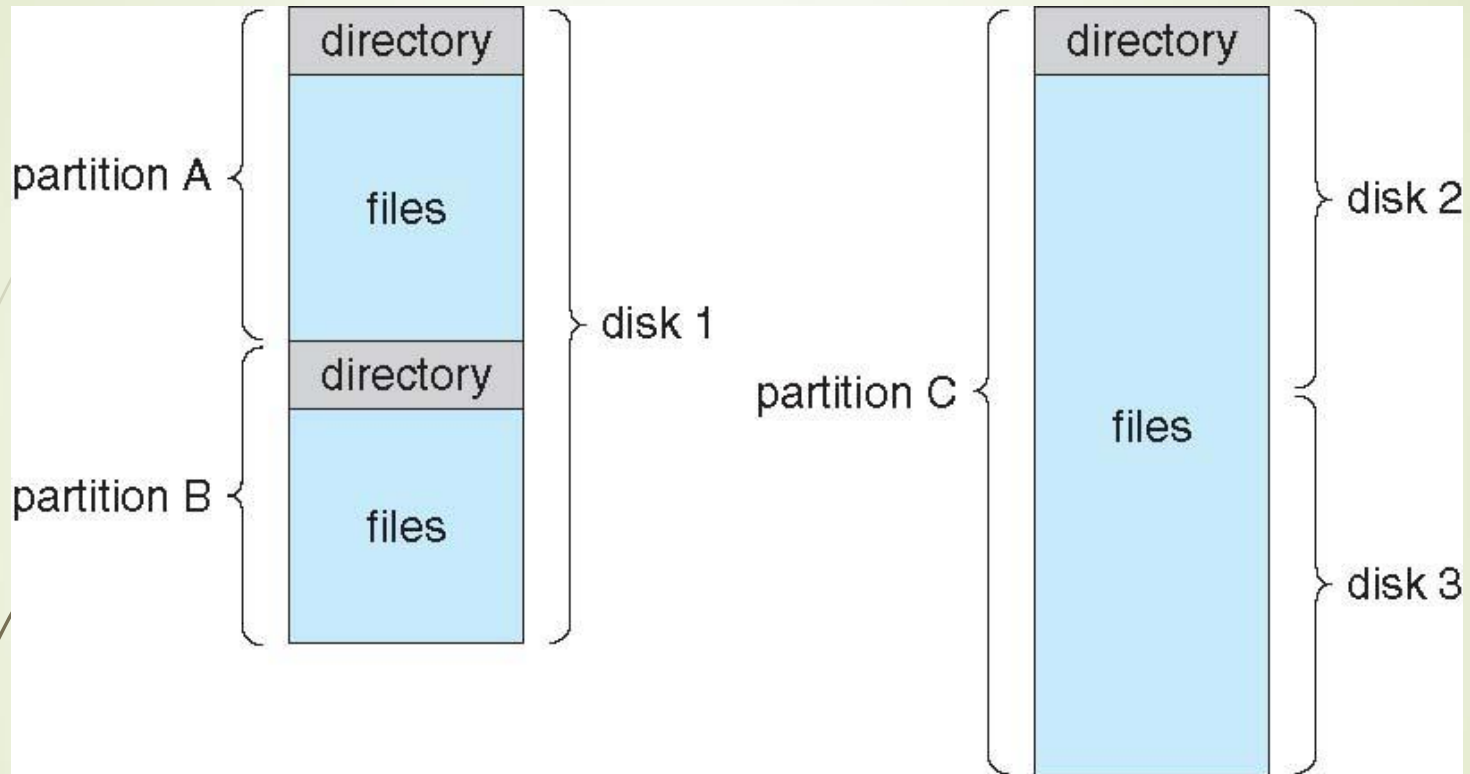 directory
partition A
files
disk 1
directory
partition B
files
directory
disk 2
partition C
files
disk 3